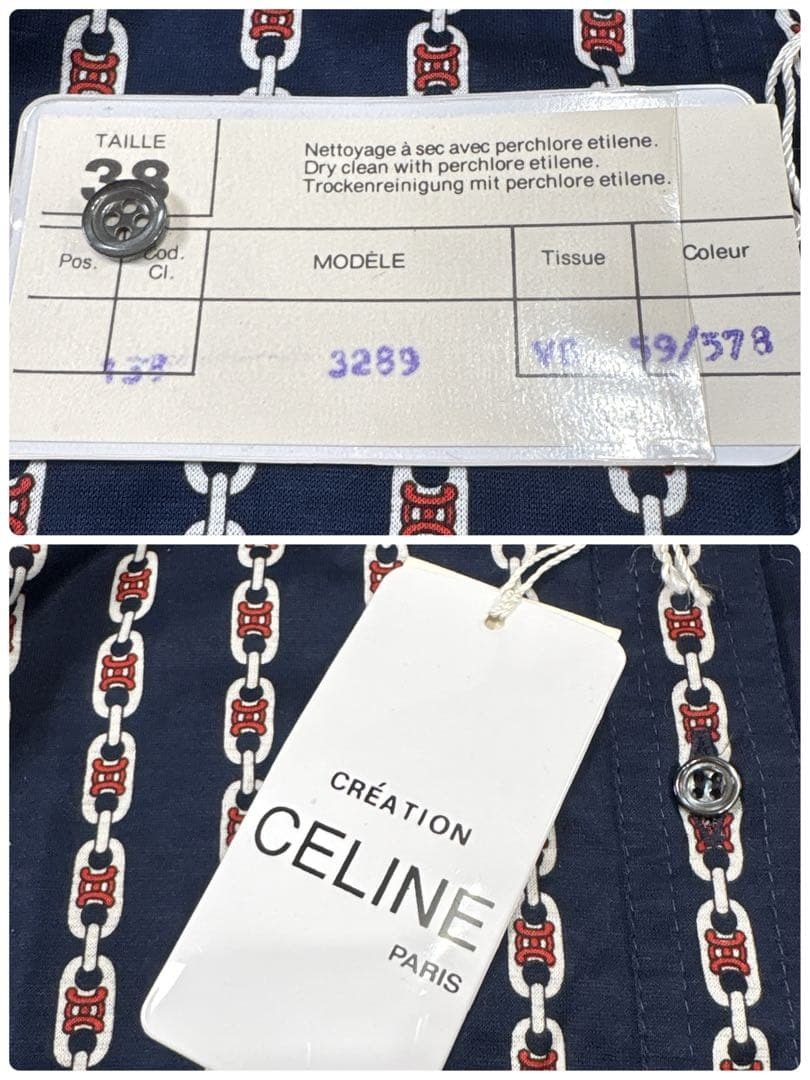 TAILLE
38
Nettoyage à sec avec perchlore etilene.
Dry clean with perchlore etilene.
Trockenreinigung mit perchlore etilene.
Pos.
Cod.
Cl.
MODÈLE
Tissue
Coleur
3289
59/578
CRÉATION
CELINE
PARIS